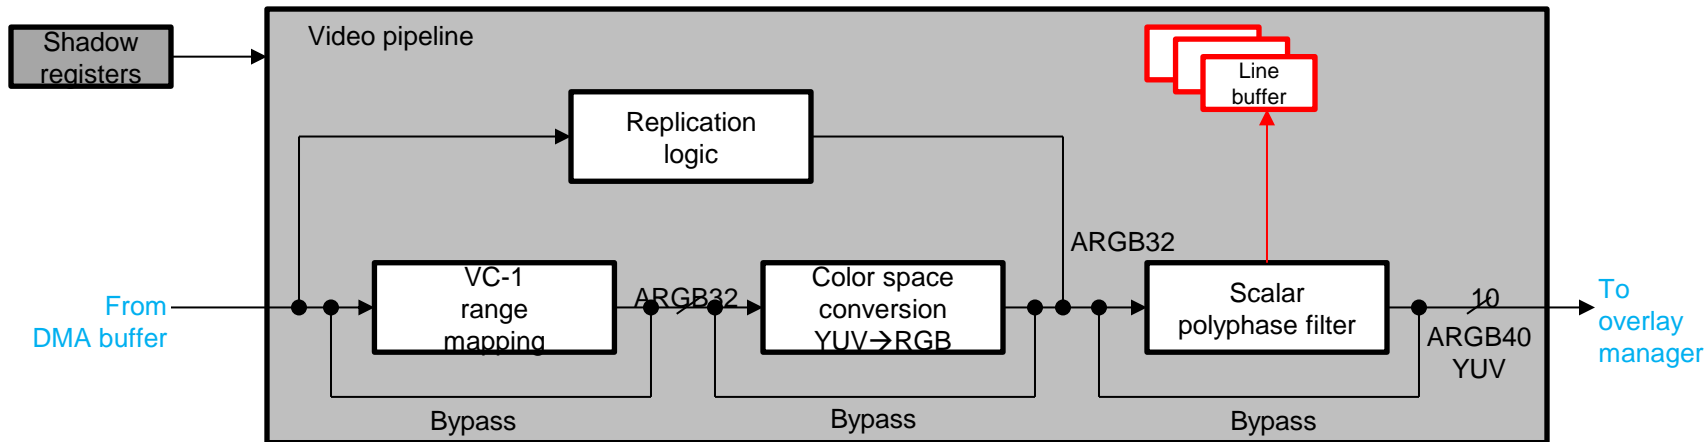 Shadow
registers
Video pipeline
Line
buffer
Replication
logic
ARGB32
From
DMA buffer
VC-1
range
mapping
ARGB32
Color space
conversion
YUV→RGB
Scalar
polyphase filter
10
ARGB40
YUV
To
overlay
manager
Bypass
Bypass
Bypass